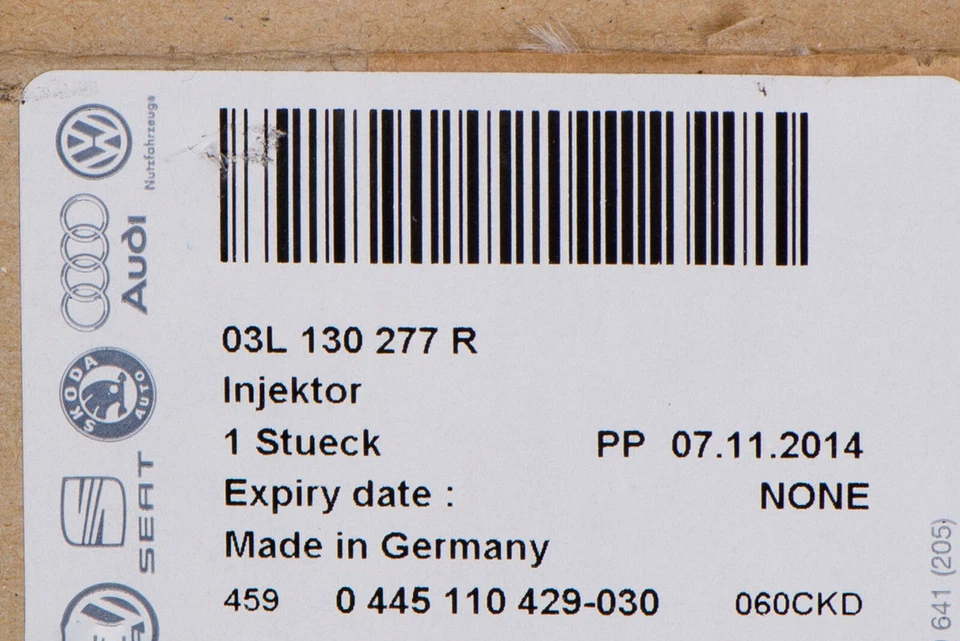 Nutzfahrzeuge
Audi
SKODA AUTO
SEAT
03L 130 277 R
Injektor
1 Stueck PP 07.11.2014
Expiry date : NONE
Made in Germany
459 0 445 110 429-030 060CKD
641 (205)